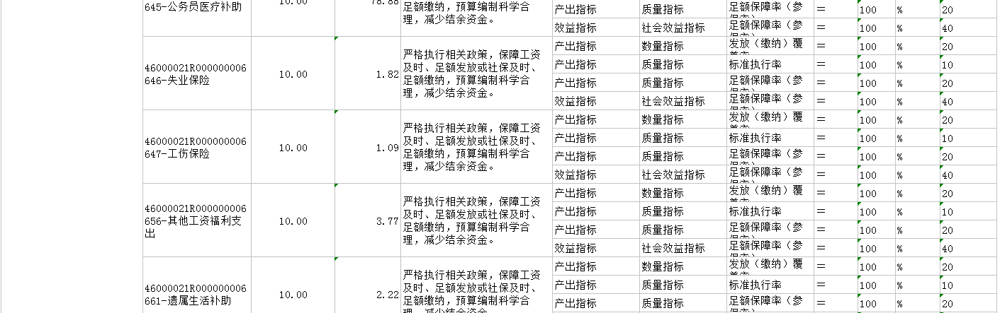 645-公务员医疗补助
10.00
78.88
足额缴纳，预算编制科学合
理，减少结余资金。
产出指标 质量指标 足额保障率（参 ＝ 100 % 20
效益指标 社会效益指标 足额保障率（参 ＝ 100 % 40
46000021R000000006
646-失业保险
10.00
1.82
严格执行相关政策，保障工资
及时、足额发放或社保及时、
足额缴纳，预算编制科学合
理，减少结余资金。
产出指标 数量指标 发放（缴纳）覆 ＝ 100 % 20
产出指标 质量指标 标准执行率 ＝ 100 % 10
产出指标 质量指标 足额保障率（参 ＝ 100 % 20
效益指标 社会效益指标 足额保障率（参 ＝ 100 % 40
46000021R000000006
647-工伤保险
10.00
1.09
严格执行相关政策，保障工资
及时、足额发放或社保及时、
足额缴纳，预算编制科学合
理，减少结余资金。
产出指标 数量指标 发放（缴纳）覆 ＝ 100 % 20
产出指标 质量指标 标准执行率 ＝ 100 % 10
产出指标 质量指标 足额保障率（参 ＝ 100 % 20
效益指标 社会效益指标 足额保障率（参 ＝ 100 % 40
46000021R000000006
656-其他工资福利支
出
10.00
3.77
严格执行相关政策，保障工资
及时、足额发放或社保及时、
足额缴纳，预算编制科学合
理，减少结余资金。
产出指标 数量指标 发放（缴纳）覆 ＝ 100 % 20
产出指标 质量指标 标准执行率 ＝ 100 % 10
产出指标 质量指标 足额保障率（参 ＝ 100 % 20
效益指标 社会效益指标 足额保障率（参 ＝ 100 % 40
46000021R000000006
661-遗属生活补助
10.00
2.22
严格执行相关政策，保障工资
及时、足额发放或社保及时、
足额缴纳，预算编制科学合
产出指标 数量指标 发放（缴纳）覆 ＝ 100 % 20
产出指标 质量指标 标准执行率 ＝ 100 % 10
产出指标 质量指标 足额保障率（参 ＝ 100 % 20